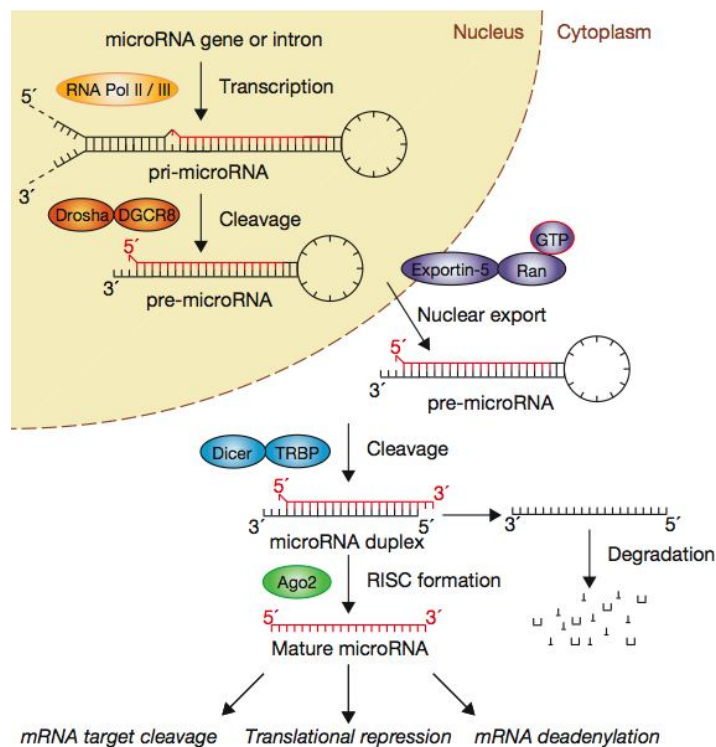 microRNA gene or intron
Nucleus
Cytoplasm
RNA Pol II / III
Transcription
5′
3′
pri-microRNA
Drosha
DGCR8
Cleavage
5′
3′
pre-microRNA
GTP
Exportin-5
Ran
Nuclear export
5′
3′
pre-microRNA
Dicer
TRBP
Cleavage
5′
3′
3′
5′
microRNA duplex
3′
5′
Degradation
Ago2
RISC formation
5′
3′
Mature microRNA
mRNA target cleavage
Translational repression
mRNA deadenylation